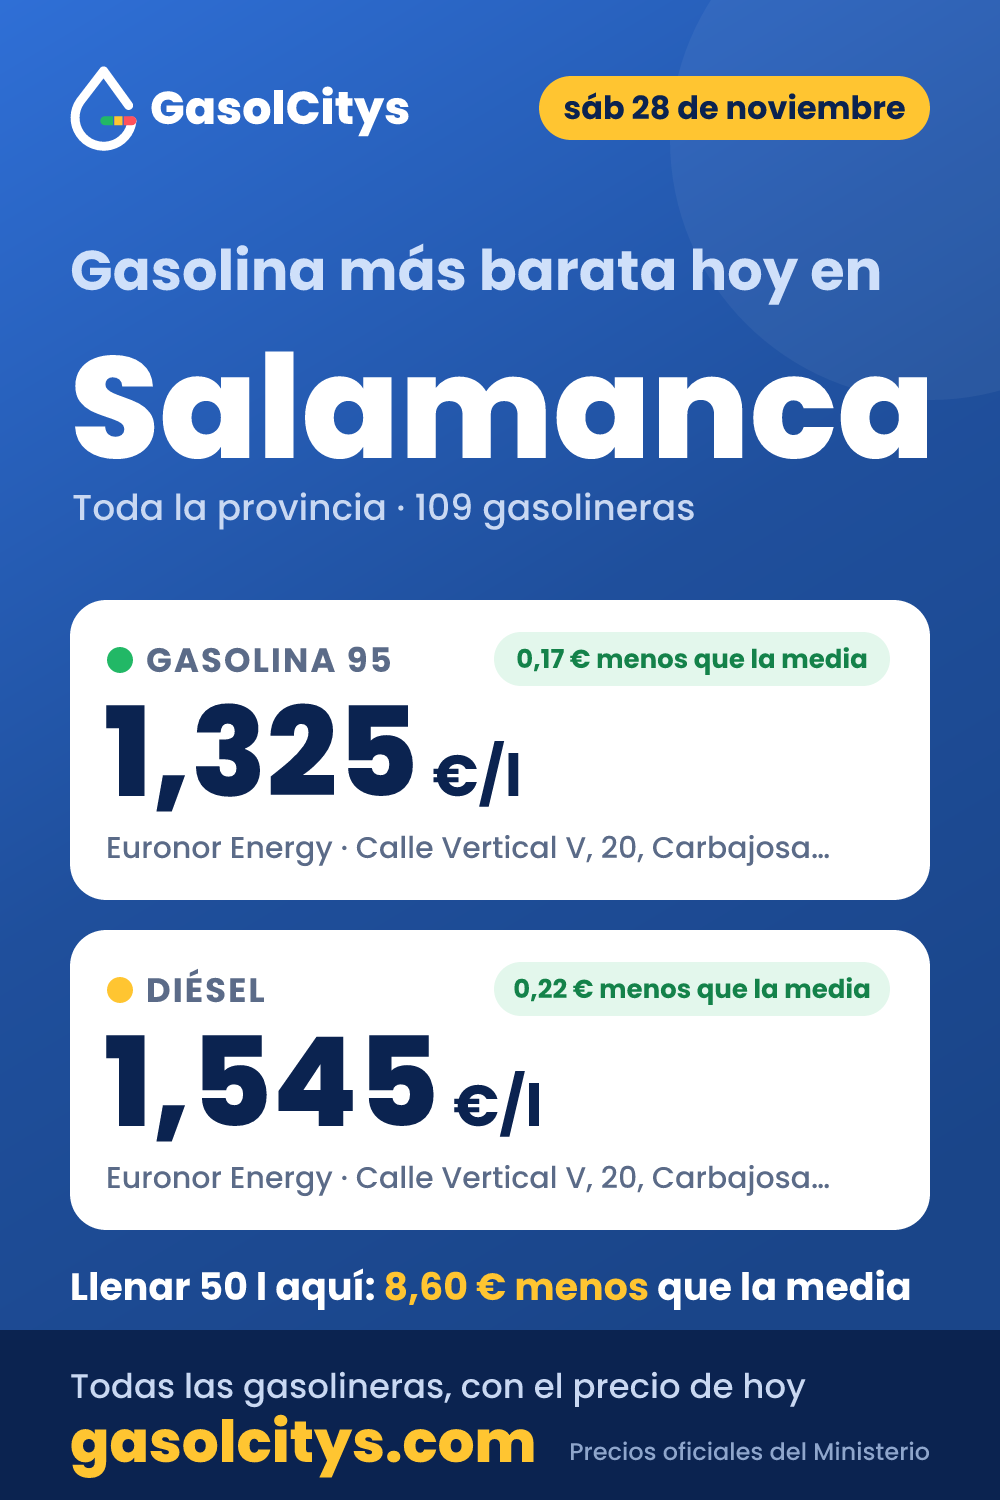 GasolCitys
sáb 28 de noviembre
Gasolina más barata hoy en
Salamanca
Toda la provincia · 109 gasolineras
GASOLINA 95
0,17 € menos que la media
1,325 €/l
Euronor Energy · Calle Vertical V, 20, Carbajosa...
DIÉSEL
0,22 € menos que la media
1,545 €/l
Euronor Energy · Calle Vertical V, 20, Carbajosa...
Llenar 50 l aquí: 8,60 € menos que la media
Todas las gasolineras, con el precio de hoy
gasolcitys.com
Precios oficiales del Ministerio